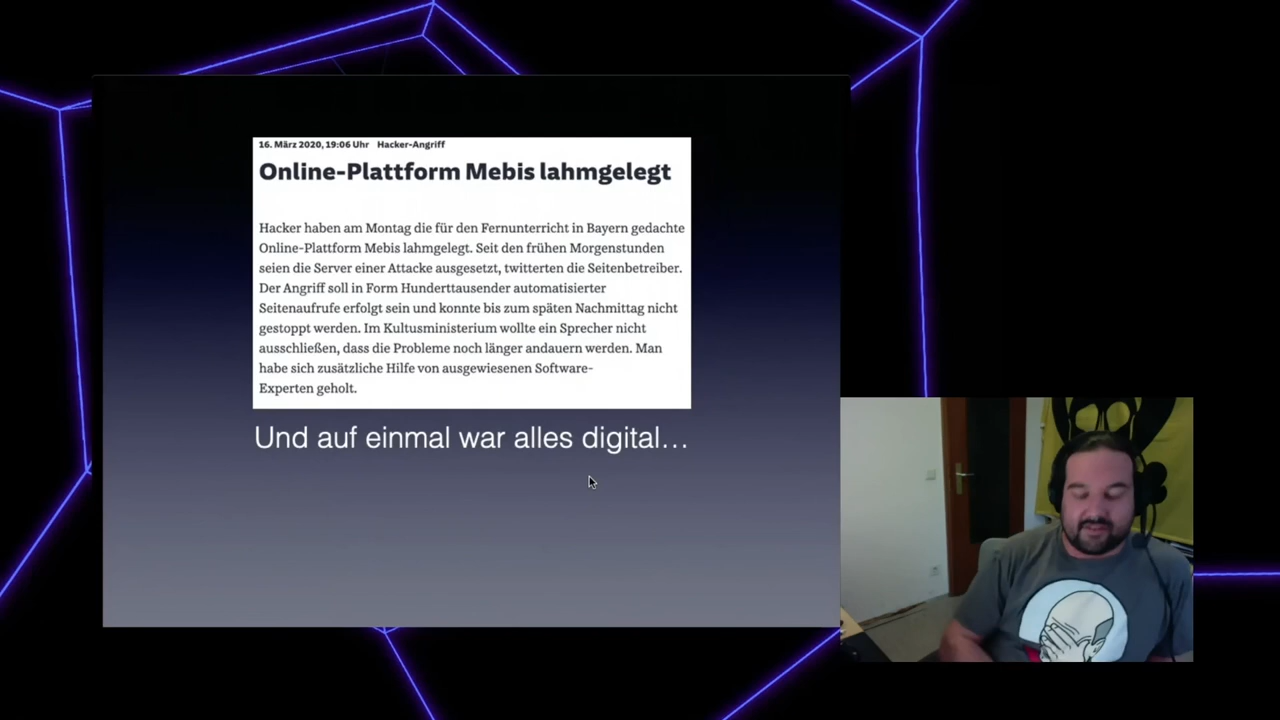 16. März 2020, 19:06 Uhr Hacker-Angriff
Online-Plattform Mebis lahmgelegt
Hacker haben am Montag die für den Fernunterricht in Bayern gedachte
Online-Plattform Mebis lahmgelegt. Seit den frühen Morgenstunden
seien die Server einer Attacke ausgesetzt, twitterten die Seitenbetreiber.
Der Angriff soll in Form Hunderttausender automatisierter
Seitenaufrufe erfolgt sein und konnte bis zum späten Nachmittag nicht
gestoppt werden. Im Kultusministerium wollte ein Sprecher nicht
ausschließen, dass die Probleme noch länger andauern werden. Man
habe sich zusätzliche Hilfe von ausgewiesenen Software-
Experten geholt.
Und auf einmal war alles digital…